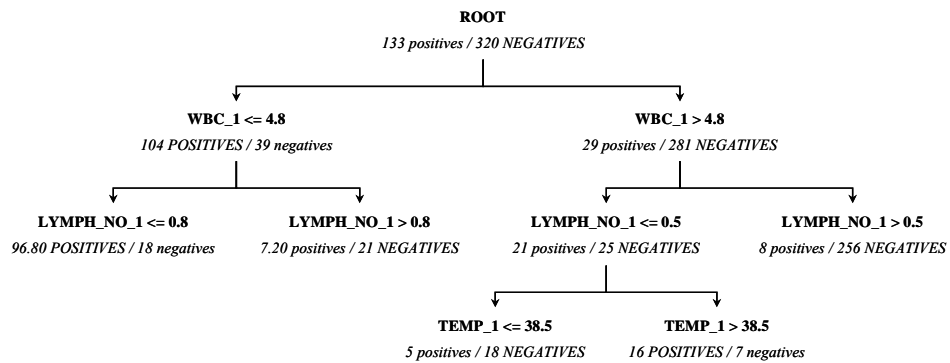 ROOT
133 positives / 320 NEGATIVES
WBC_1 <= 4.8
104 POSITIVES / 39 negatives
WBC_1 > 4.8
29 positives / 281 NEGATIVES
LYMPH_NO_1 <= 0.8
96.80 POSITIVES / 18 negatives
LYMPH_NO_1 > 0.8
7.20 positives / 21 NEGATIVES
LYMPH_NO_1 <= 0.5
21 positives / 25 NEGATIVES
LYMPH_NO_1 > 0.5
8 positives / 256 NEGATIVES
TEMP_1 <= 38.5
5 positives / 18 NEGATIVES
TEMP_1 > 38.5
16 POSITIVES / 7 negatives